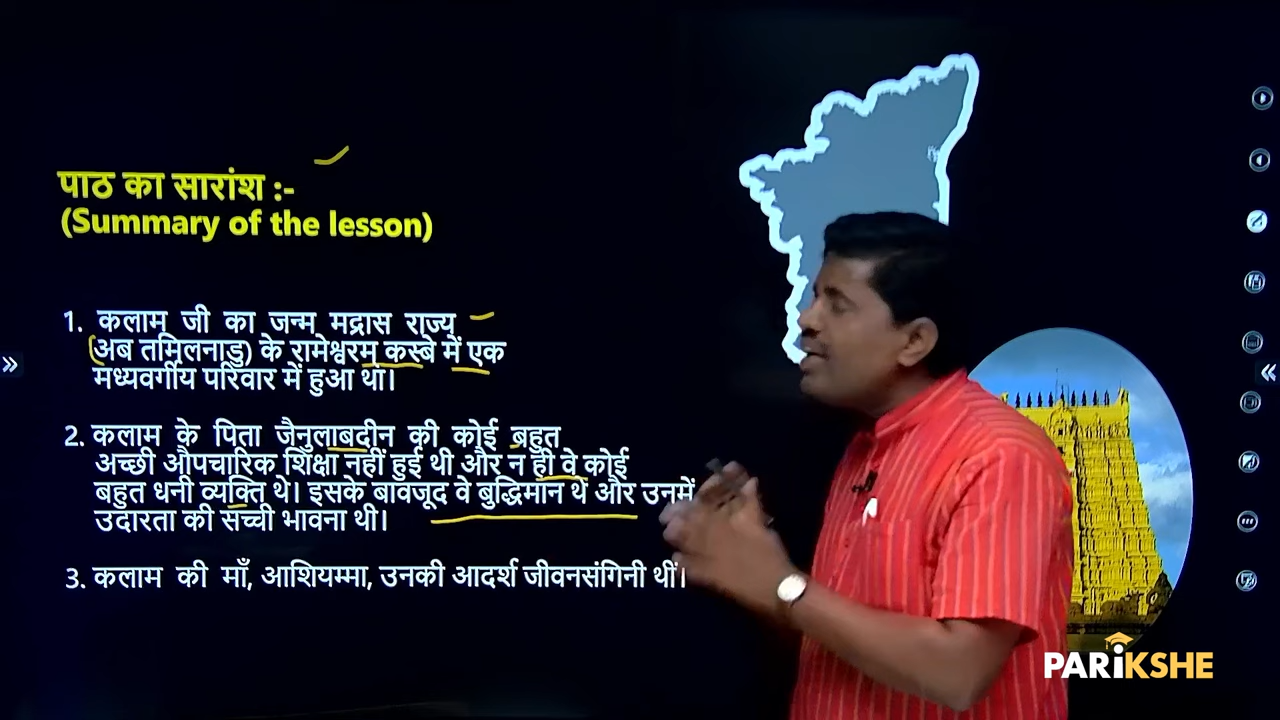 पाठ का सारांश :-
(Summary of the lesson)
1. कलाम जी का जन्म मद्रास राज्य
(अब तमिलनाडु) के रामेश्वरम कस्बे में एक
मध्यवर्गीय परिवार में हुआ था।
2. कलाम के पिता जैनुलाबदीन की कोई बहुत
अच्छी औपचारिक शिक्षा नहीं हुई थी और न ही वे कोई
बहुत धनी व्यक्ति थे। इसके बावजूद वे बुद्धिमान थे और उनमें
उदारता की सच्ची भावना थी।
3. कलाम की माँ, आशियम्मा, उनकी आदर्श जीवनसंगिनी थीं।
PARiKSHE